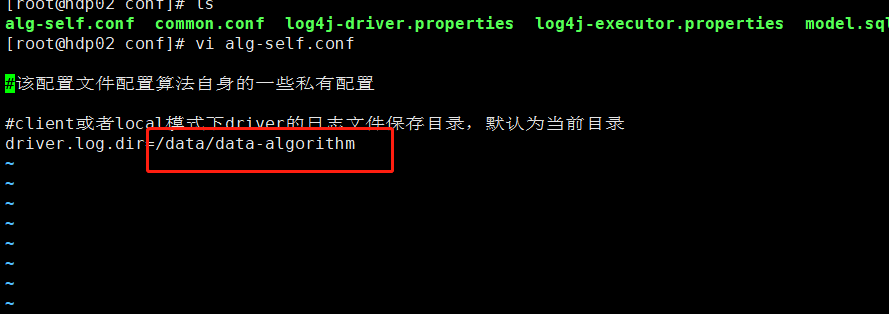 [root@hdp02 conf]# ls
alg-self.conf common.conf log4j-driver.properties log4j-executor.properties model.sql
[root@hdp02 conf]# vi alg-self.conf
#该配置文件配置算法自身的一些私有配置
#client或者local模式下driver的日志文件保存目录，默认为当前目录
driver.log.dir=/data/data-algorithm
~
~
~
~
~
~
~
~